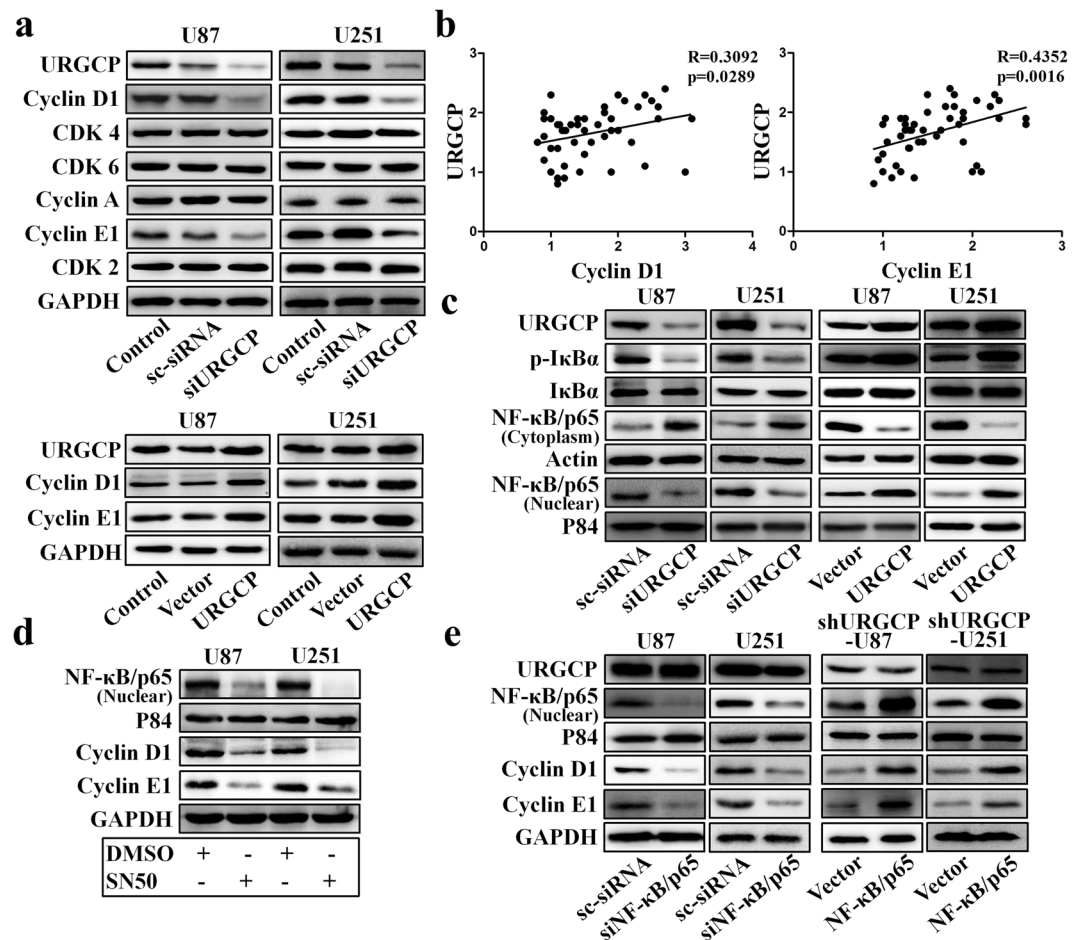 a
U87 U251
URGCP
Cyclin D1
CDK 4
CDK 6
Cyclin A
Cyclin E1
CDK 2
GAPDH
Control sc-siRNA siURGCP Control sc-siRNA siURGCP
U87 U251
URGCP
Cyclin D1
Cyclin E1
GAPDH
Control Vector URGCP Control Vector URGCP
b
R=0.3092
p=0.0289
URGCP
3
2
1
0
0 1 2 3 4
Cyclin D1
R=0.4352
p=0.0016
URGCP
3
2
1
0
0 1 2 3
Cyclin E1
c
U87 U251 U87 U251
URGCP
p-IκBα
IκBα
NF-κB/p65
(Cytoplasm)
Actin
NF-κB/p65
(Nuclear)
P84
sc-siRNA siURGCP sc-siRNA siURGCP Vector URGCP Vector URGCP
d
U87 U251
NF-κB/p65
(Nuclear)
P84
Cyclin D1
Cyclin E1
GAPDH
DMSO + - + -
SN50 - + - +
e
U87 U251 shURGCP -U87 shURGCP -U251
URGCP
NF-κB/p65
(Nuclear)
P84
Cyclin D1
Cyclin E1
GAPDH
sc-siRNA siNF-κB/p65 sc-siRNA siNF-κB/p65 Vector NF-κB/p65 Vector NF-κB/p65